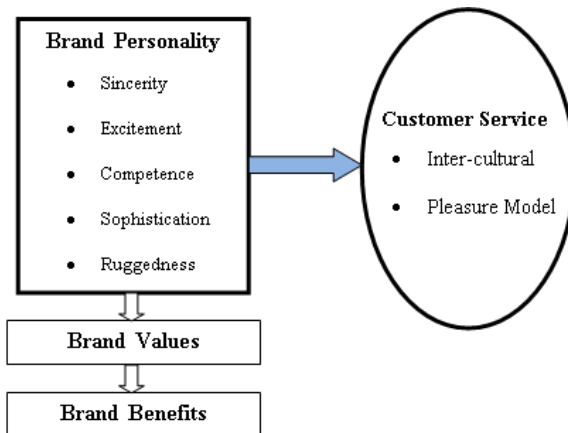 Brand Personality
• Sincerity
• Excitement
• Competence
• Sophistication
• Ruggedness
Customer Service
• Inter-cultural
• Pleasure Model
Brand Values
Brand Benefits